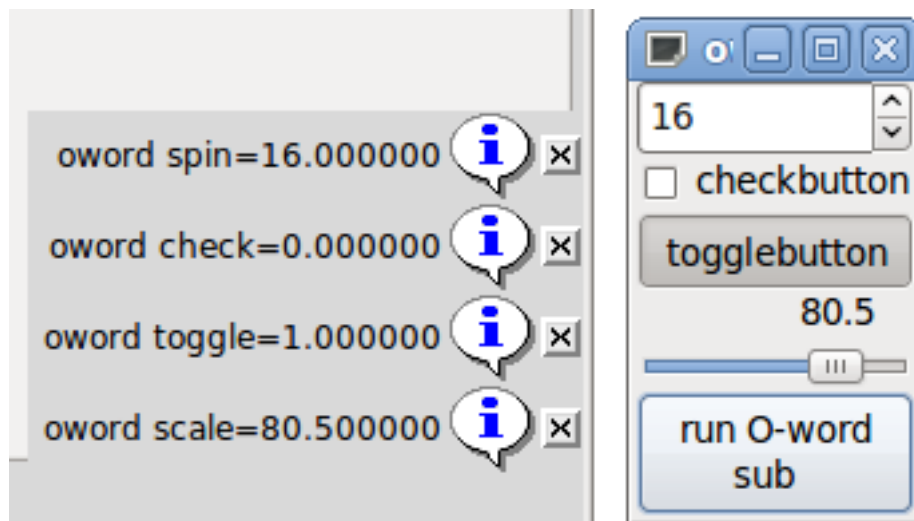 oword spin=16.000000
oword check=0.000000
oword toggle=1.000000
oword scale=80.500000
16
checkbutton
togglebutton
80.5
run O-word
sub